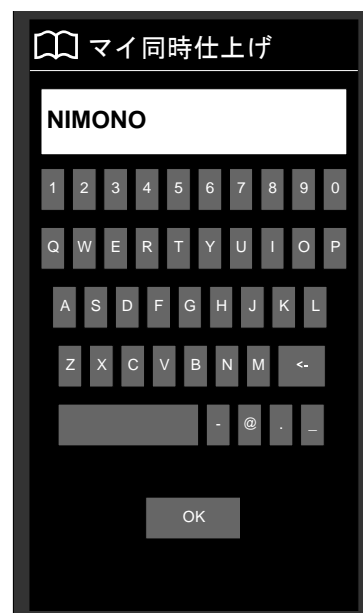 マイ同時仕上げ
NIMONO
1 2 3 4 5 6 7 8 9 0
Q W E R T Y U I O P
A S D F G H J K L
Z X C V B N M <-
- @ . _
OK